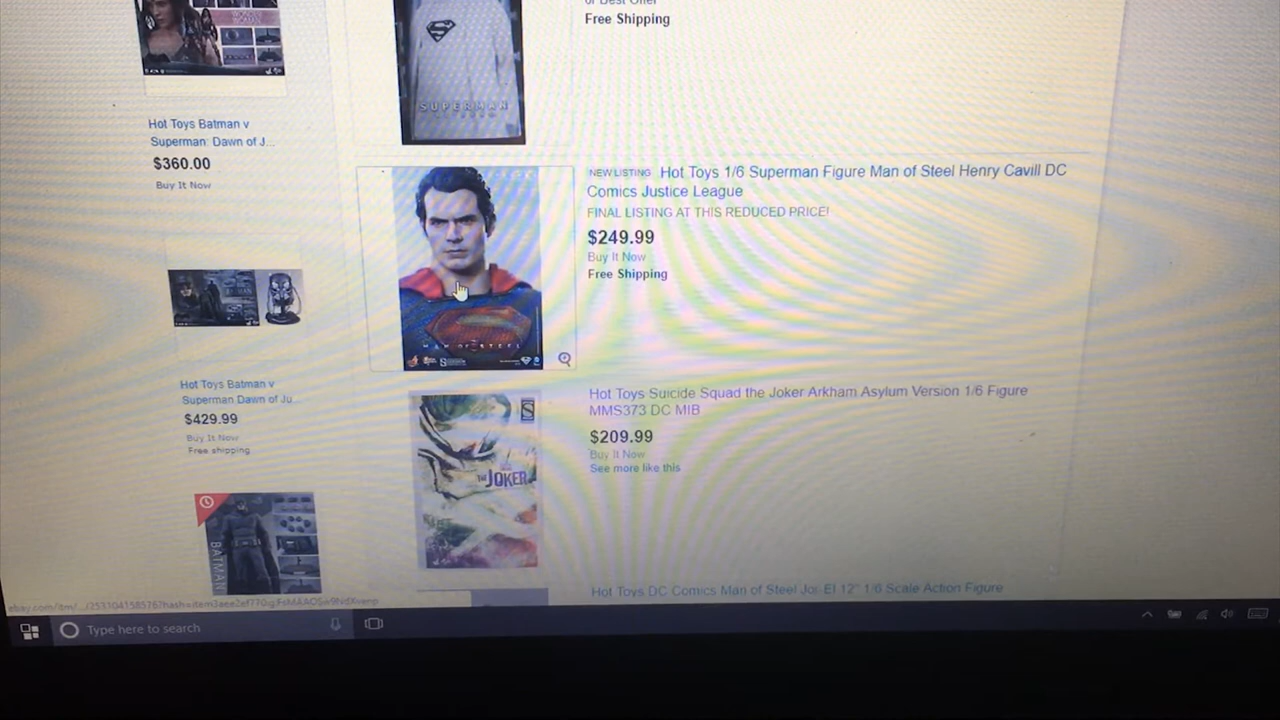 Free Shipping
SUPERMAN
Hot Toys Batman v
Superman: Dawn of J...
$360.00
Buy It Now
NEW LISTING Hot Toys 1/6 Superman Figure Man of Steel Henry Cavill DC
Comics Justice League
FINAL LISTING AT THIS REDUCED PRICE!
$249.99
Buy It Now
Free Shipping
MAN OF STEEL
Hot Toys Batman v
Superman Dawn of Ju...
$429.99
Buy It Now
Free shipping
Hot Toys Suicide Squad the Joker Arkham Asylum Version 1/6 Figure
MMS373 DC MIB
$209.99
Buy It Now
See more like this
THE JOKER
BATMAN
Hot Toys DC Comics Man of Steel Jor-El 12" 1/6 Scale Action Figure
Type here to search